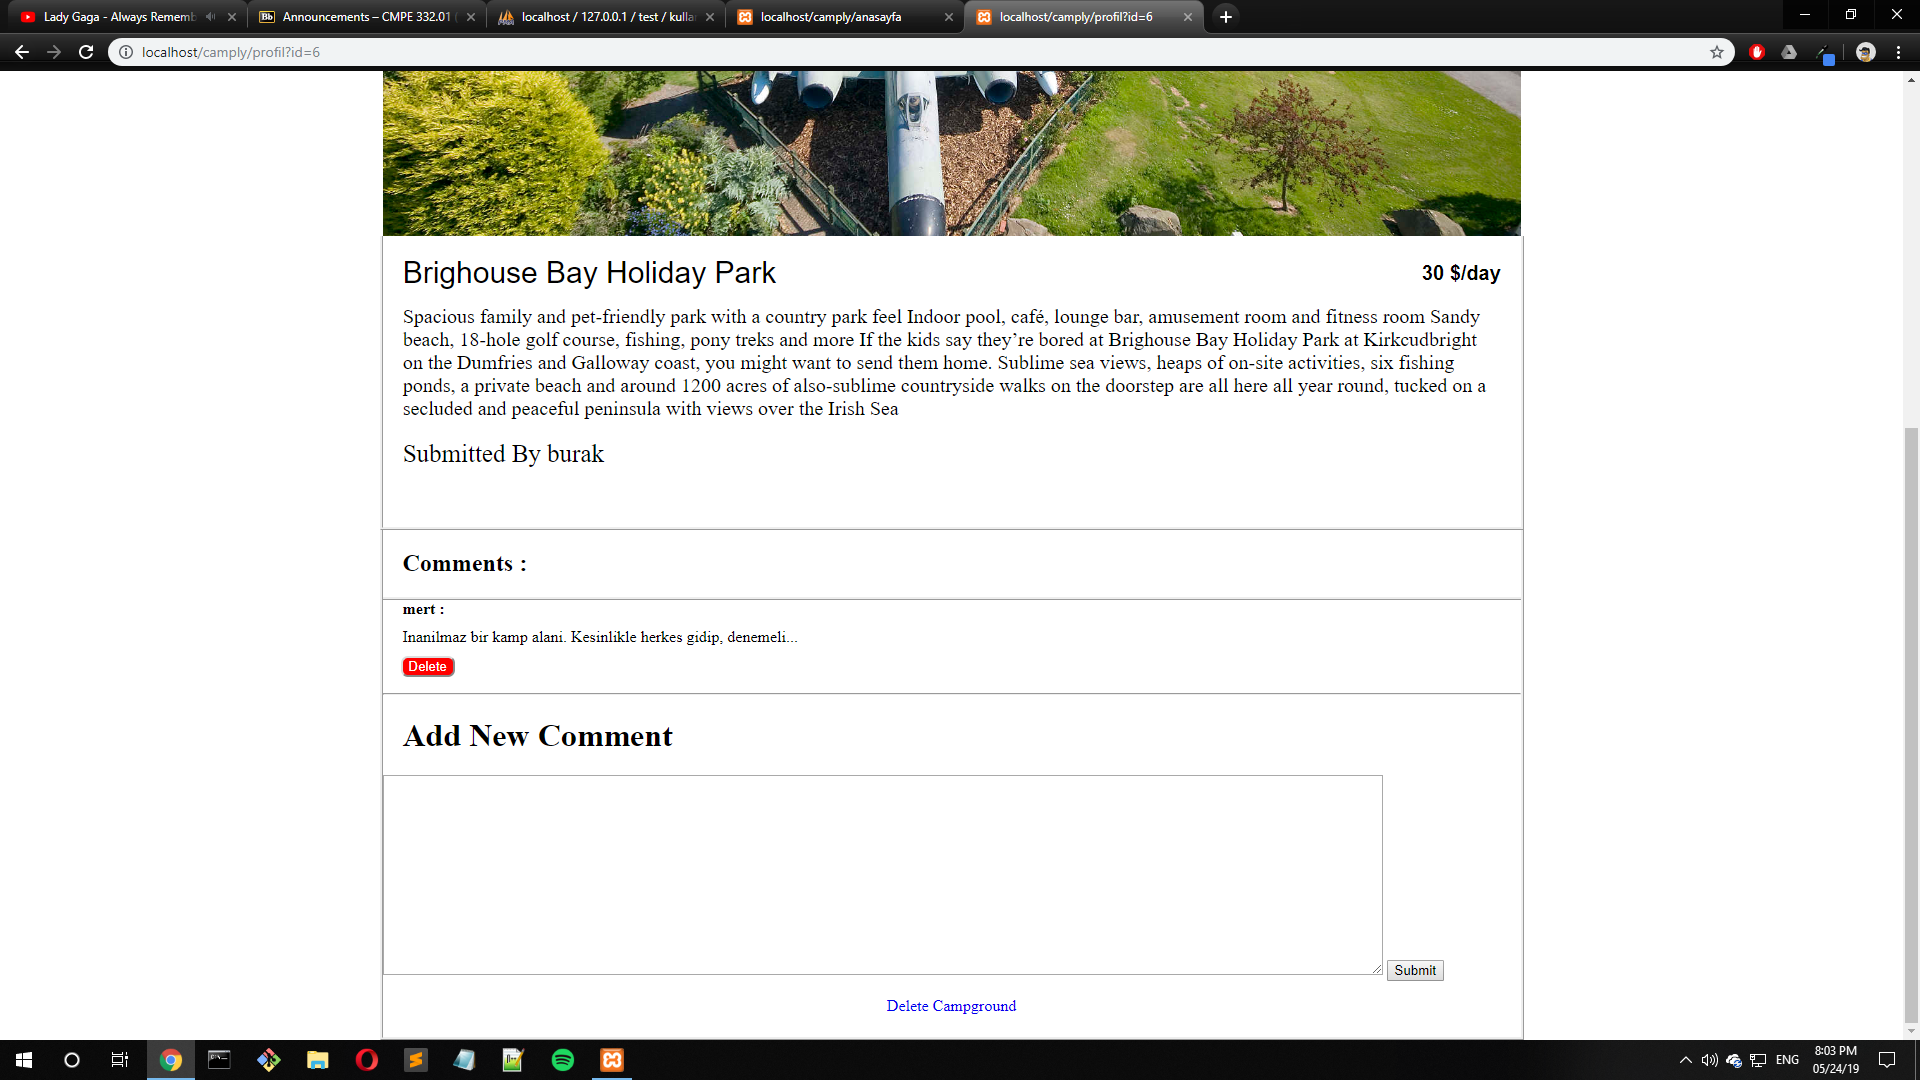 Lady Gaga - Always Rememb
Announcements – CMPE 332.01 (
localhost / 127.0.0.1 / test / kulla
localhost/camply/anasayfa
localhost/camply/profil?id=6
localhost/camply/profil?id=6
Brighouse Bay Holiday Park
30 $/day
Spacious family and pet-friendly park with a country park feel Indoor pool, café, lounge bar, amusement room and fitness room Sandy
beach, 18-hole golf course, fishing, pony treks and more If the kids say they’re bored at Brighouse Bay Holiday Park at Kirkcudbright
on the Dumfries and Galloway coast, you might want to send them home. Sublime sea views, heaps of on-site activities, six fishing
ponds, a private beach and around 1200 acres of also-sublime countryside walks on the doorstep are all here all year round, tucked on a
secluded and peaceful peninsula with views over the Irish Sea
Submitted By burak
Comments :
mert :
Inanilmaz bir kamp alani. Kesinlikle herkes gidip, denemeli...
Delete
Add New Comment
Submit
Delete Campground
ENG
8:03 PM
05/24/19